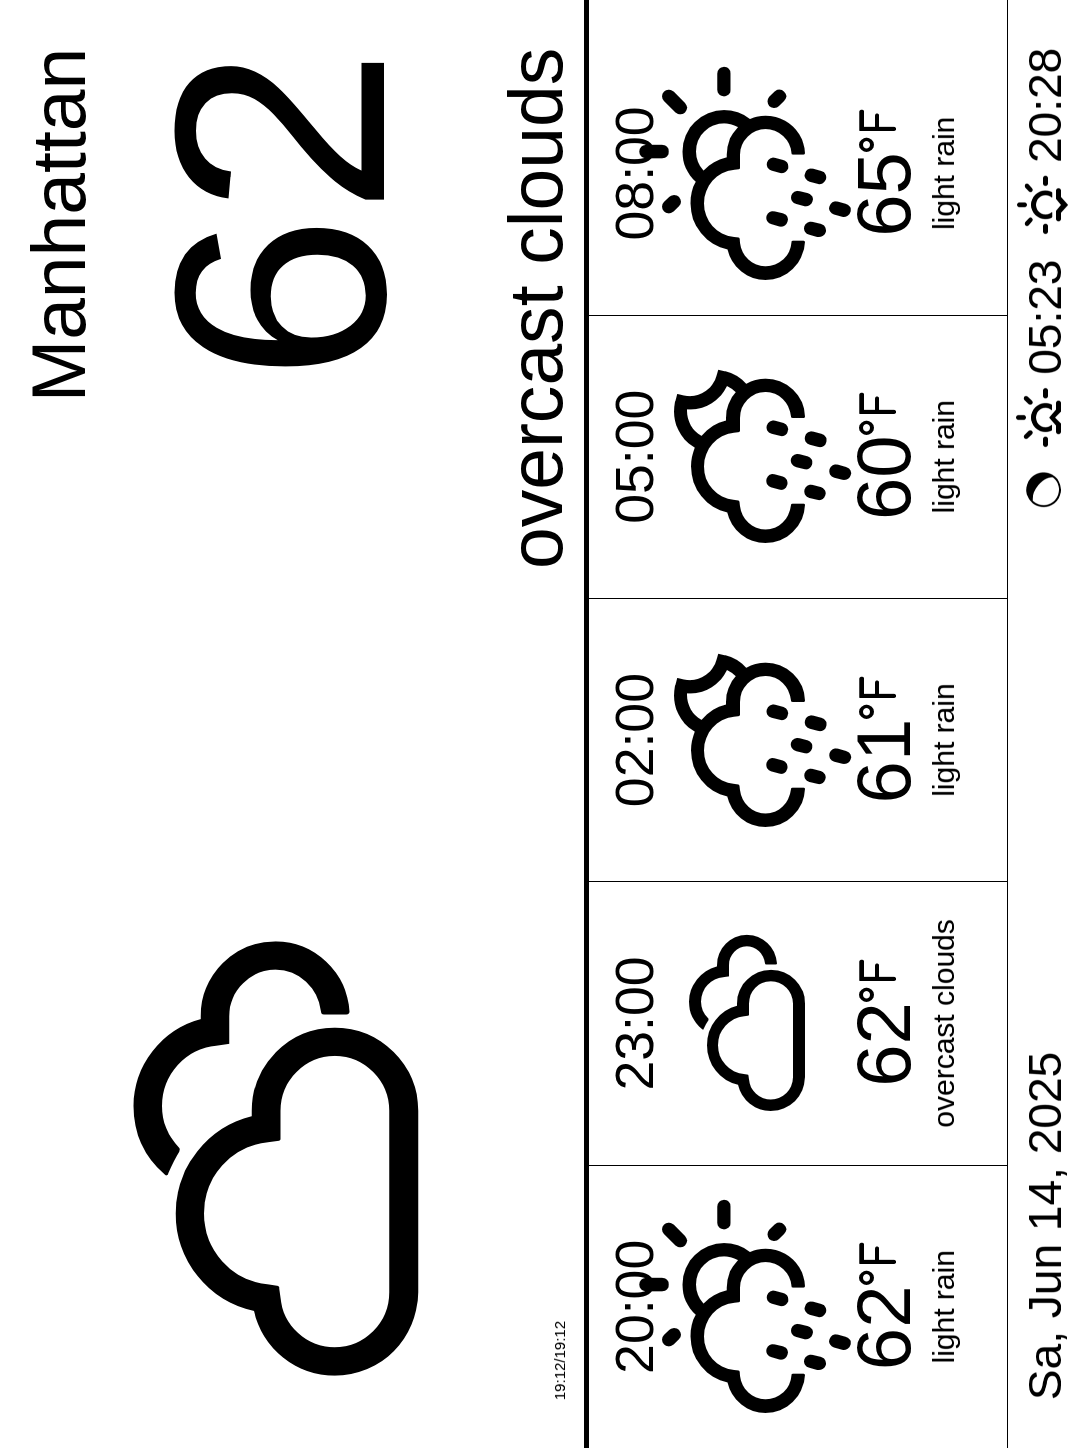 Manhattan
62
19:12/19:12
overcast clouds
20:00
23:00
02:00
05:00
08:00
62°F
62°F
61°F
60°F
65°F
light rain
overcast clouds
light rain
light rain
light rain
Sa, Jun 14, 2025
05:23
20:28